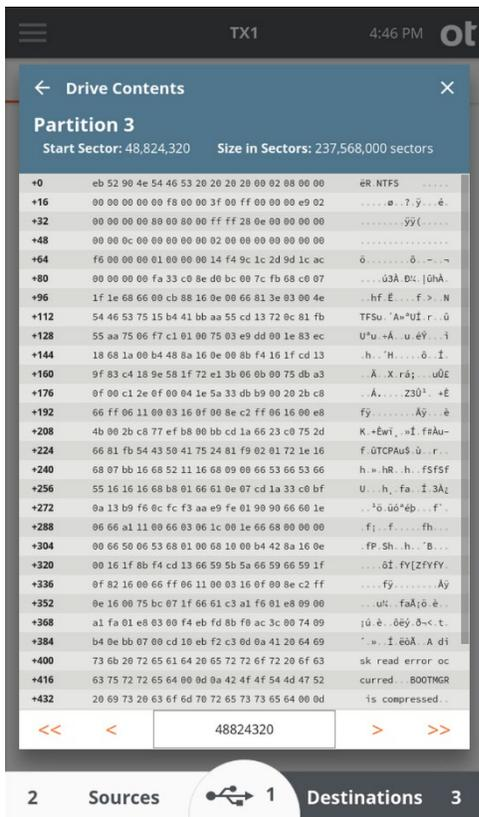 TX1
4:46 PM
ot
Drive Contents
Partition 3
Start Sector: 48,824,320 Size in Sectors: 237,568,000 sectors
+0 eb 52 90 4e 54 46 53 20 20 20 20 00 02 08 00 00 ëR.NTFS .....
+16 00 00 00 00 00 f8 00 00 3f 00 ff 00 00 00 e9 02 .....ø..?.ÿ...é.
+32 00 00 00 00 80 00 80 00 ff ff 28 0e 00 00 00 00 ........ÿÿ(.....
+48 00 00 0c 00 00 00 00 00 02 00 00 00 00 00 00 00 ................
+64 f6 00 00 00 01 00 00 00 14 f9 9c 1c 2d 9d 1c ac
+80 00 00 00 00 fa 33 c0 8e d0 bc 00 7c fb 68 c0 07 ....ú3À.Ð¼.|ûhÀ.
+96 1f 1e 68 66 00 cb 88 16 0e 00 66 81 3e 03 00 4e
+112 54 46 53 75 15 b4 41 bb aa 55 cd 13 72 0c 81 fb TFSu.´A»ªUÍ.r..û
+128 55 aa 75 06 f7 c1 01 00 75 03 e9 dd 00 1e 83 ec
+144 18 68 1a 00 b4 48 8a 16 0e 00 8b f4 16 1f cd 13
+160 9f 83 c4 18 9e 58 1f 72 e1 3b 06 0b 00 75 db a3
+176 0f 00 c1 2e 0f 00 04 1e 5a 33 db b9 00 20 2b c8
+192 66 ff 06 11 00 03 16 0f 00 8e c2 ff 06 16 00 e8
+208 4b 00 2b c8 77 ef b8 00 bb cd 1a 66 23 c0 75 2d
+224 66 81 fb 54 43 50 41 75 24 81 f9 02 01 72 1e 16
+240 68 07 bb 16 68 52 11 16 68 09 00 66 53 66 53 66 h.».hR..h..fSfSf
+256 55 16 16 16 68 b8 01 66 61 0e 07 cd 1a 33 c0 bf
+272 0a 13 b9 f6 0c fc f3 aa e9 fe 01 90 90 66 60 1e
+288 06 66 a1 11 00 66 03 06 1c 00 1e 66 68 00 00 00 .f¡..f.....fh...
+304 00 66 50 06 53 68 01 00 68 10 00 b4 42 8a 16 0e .fP.Sh..h..´B...
+320 00 16 1f 8b f4 cd 13 66 59 5b 5a 66 59 66 59 1f ....ôÍ.fY[ZfYfY.
+336 0f 82 16 00 66 ff 06 11 00 03 16 0f 00 8e c2 ff
+352 0e 16 00 75 bc 07 1f 66 61 c3 a1 f6 01 e8 09 00
+368 a1 fa 01 e8 03 00 f4 eb fd 8b f0 ac 3c 00 74 09
+384 b4 0e bb 07 00 cd 10 eb f2 c3 0d 0a 41 20 64 69
+400 73 6b 20 72 65 61 64 20 65 72 72 6f 72 20 6f 63 sk read error oc
+416 63 75 72 72 65 64 00 0d 0a 42 4f 4f 54 4d 47 52 curred...BOOTMGR
+432 20 69 73 20 63 6f 6d 70 72 65 73 73 65 64 00 0d is compressed..
<< < 48824320 > >>
2 Sources 1 Destinations 3